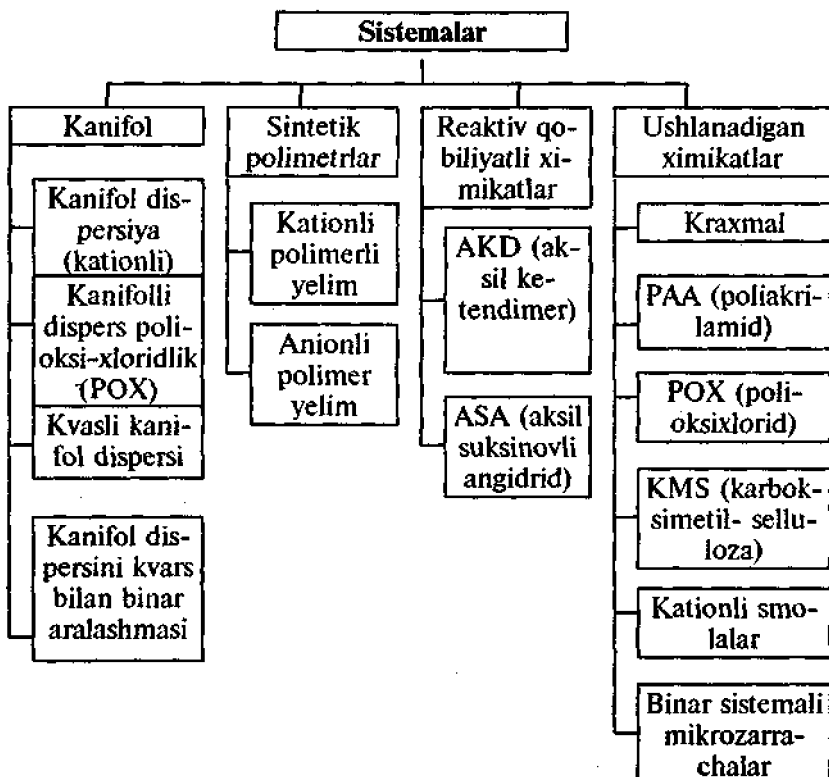 Sistemalar
Kanifol
Kanifol dis-
persiya
(kationli)
Kanifolli
dispers poli-
oksi-xloridlik
(POX)
Kvasli kani-
fol dispersi
Kanifol dis-
persini kvars
bilan binar
aralashmasi
Sintetik
polimetrlar
Kationli
polimerli
yelim
Anionli
polimer
yelim
Reaktiv qo-
biliyatli xi-
mikatlar
AKD (ak-
sil ke-
tendimer)
ASA (aksil
suksinovli
angidrid)
Ushlanadigan
ximikatlar
Kraxmal
PAA (poliakri-
lamid)
POX (poli-
oksixlorid)
KMS (karbok-
simetil- sellu-
loza)
Kationli smo-
lalar
Binar sistemali
mikrozarra-
chalar